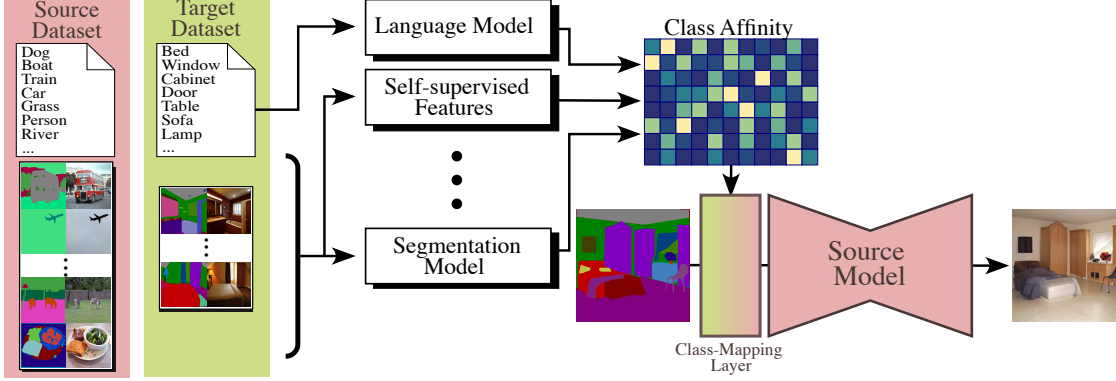 Source
Dataset
Dog
Boat
Train
Car
Grass
Person
River
...
Target
Dataset
Bed
Window
Cabinet
Door
Table
Sofa
Lamp
...
Language Model
Self-supervised
Features
Segmentation
Model
Class Affinity
Class-Mapping
Layer
Source
Model